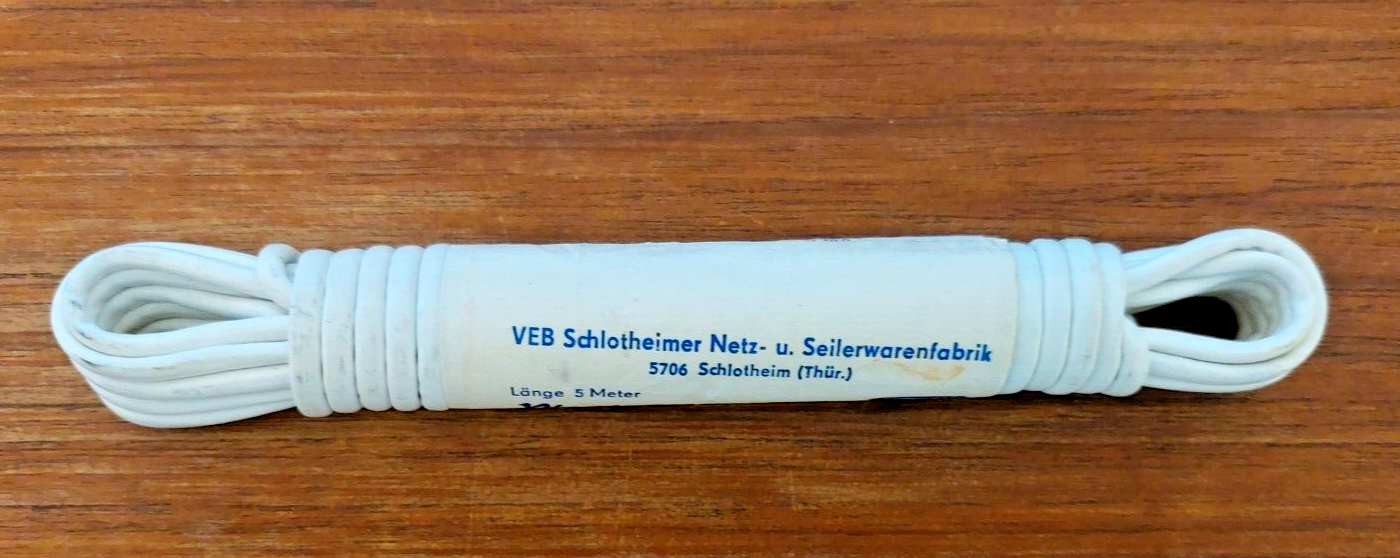 VEB Schlotheimer Netz- u. Seilerwarenfabrik
5706 Schlotheim (Thür.)
Länge 5 Meter